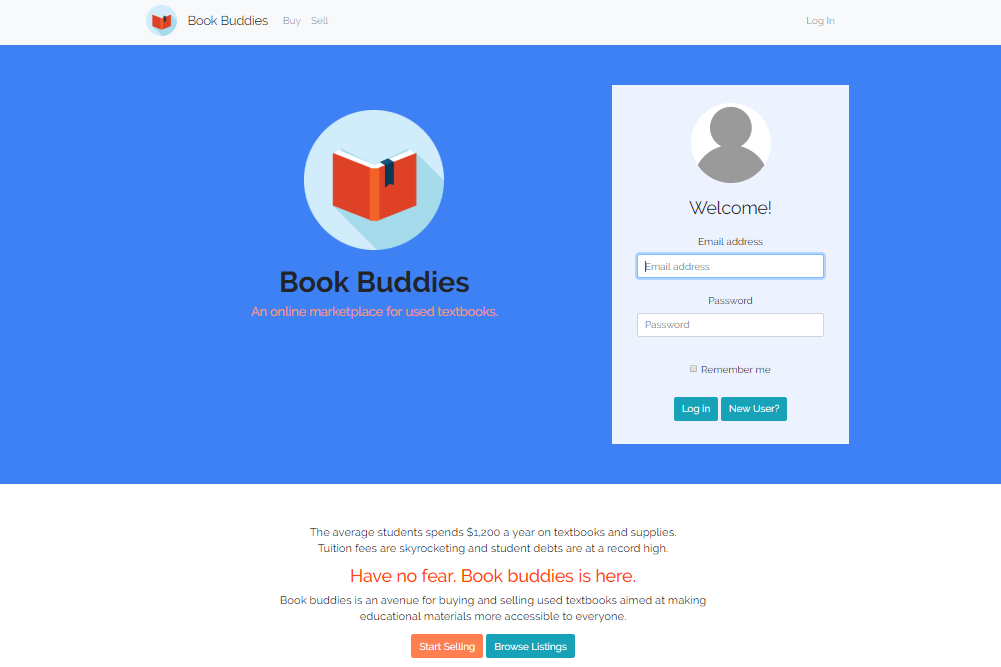 Book Buddies Buy Sell Log In
Book Buddies
An online marketplace for used textbooks.
Welcome!
Email address
Email address
Password
Password
Remember me
Log in New User?
The average students spends $1,200 a year on textbooks and supplies.
Tuition fees are skyrocketing and student debts are at a record high.
Have no fear. Book buddies is here.
Book buddies is an avenue for buying and selling used textbooks aimed at making
educational materials more accessible to everyone.
Start Selling Browse Listings